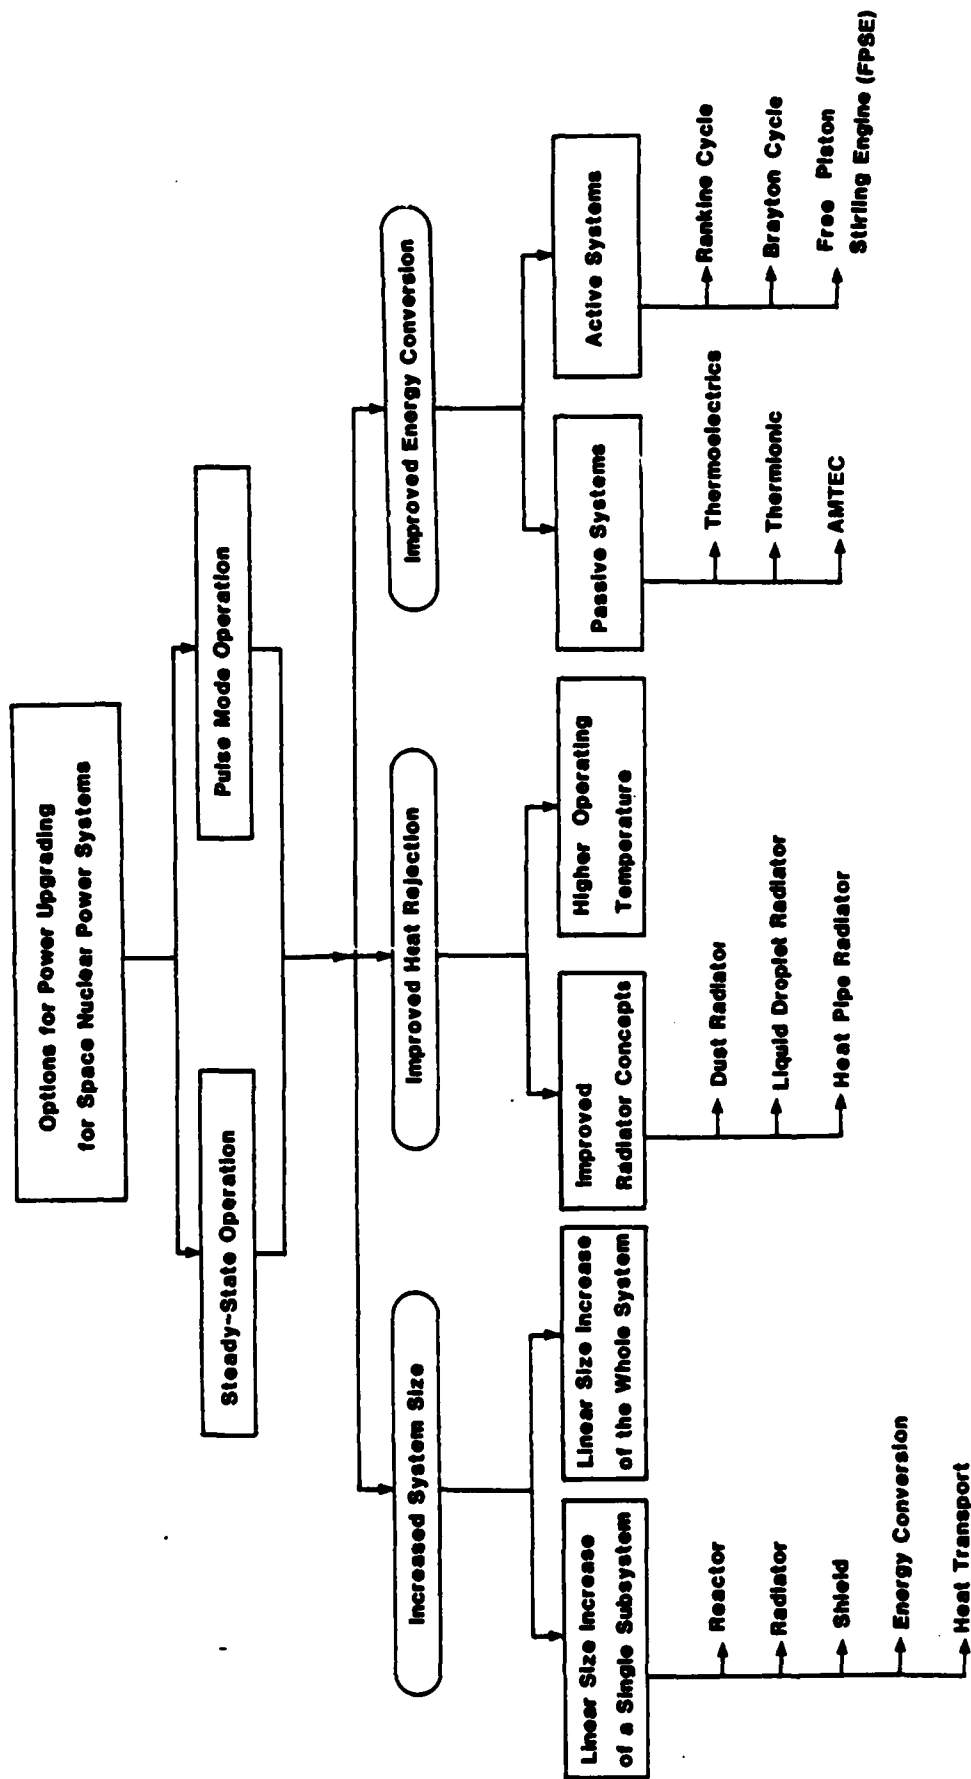 Options for Power Upgrading
for Space Nuclear Power Systems
Steady-State Operation
Pulse Mode Operation
Increased System Size
Improved Heat Rejection
Improved Energy Conversion
Linear Size Increase
of a Single Subsystem
Linear Size Increase
of the Whole System
Improved
Radiator Concepts
Higher Operating
Temperature
Passive Systems
Active Systems
Reactor
Radiator
Shield
Energy Conversion
Heat Transport
Dust Radiator
Liquid Droplet Radiator
Heat Pipe Radiator
Thermoelectrics
Thermionic
AMTEC
Rankine Cycle
Brayton Cycle
Free Piston
Stirling Engine (FPSE)